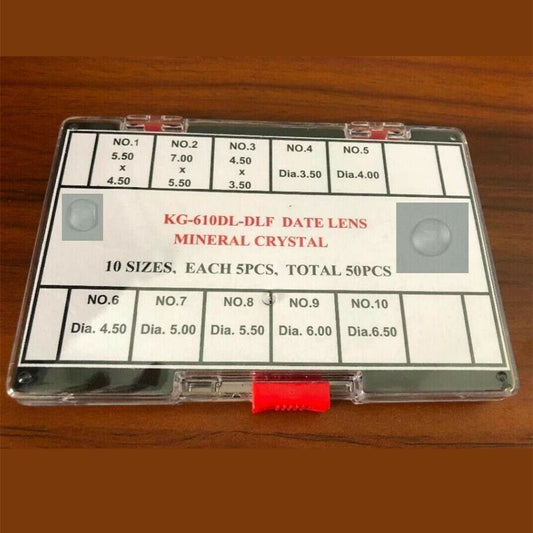 NO.1
5.50
x
4.50
NO.2
7.00
x
5.50
NO.3
4.50
x
3.50
NO.4
Dia.3.50
NO.5
Dia.4.00
KG-610DL-DLF DATE LENS
MINERAL CRYSTAL
10 SIZES, EACH 5PCS, TOTAL 50PCS
NO.6
Dia. 4.50
NO.7
Dia. 5.00
NO.8
Dia. 5.50
NO.9
Dia. 6.00
NO.10
Dia.6.50